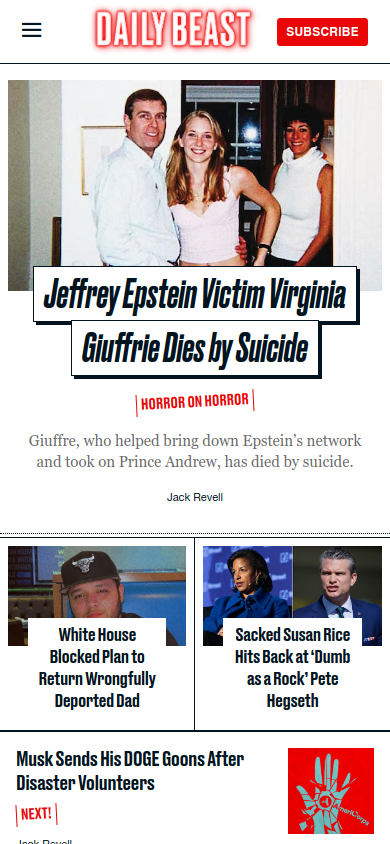 DAILY BEAST
SUBSCRIBE
Jeffrey Epstein Victim Virginia
Giuffrie Dies by Suicide
HORROR ON HORROR
Giuffre, who helped bring down Epstein's network
and took on Prince Andrew, has died by suicide.
Jack Revell
White House
Blocked Plan to
Return Wrongfully
Deported Dad
Sacked Susan Rice
Hits Back at ‘Dumb
as a Rock’ Pete
Hegseth
Musk Sends His DOGE Goons After
Disaster Volunteers
NEXT!
AmeriCorps
Jack Revell